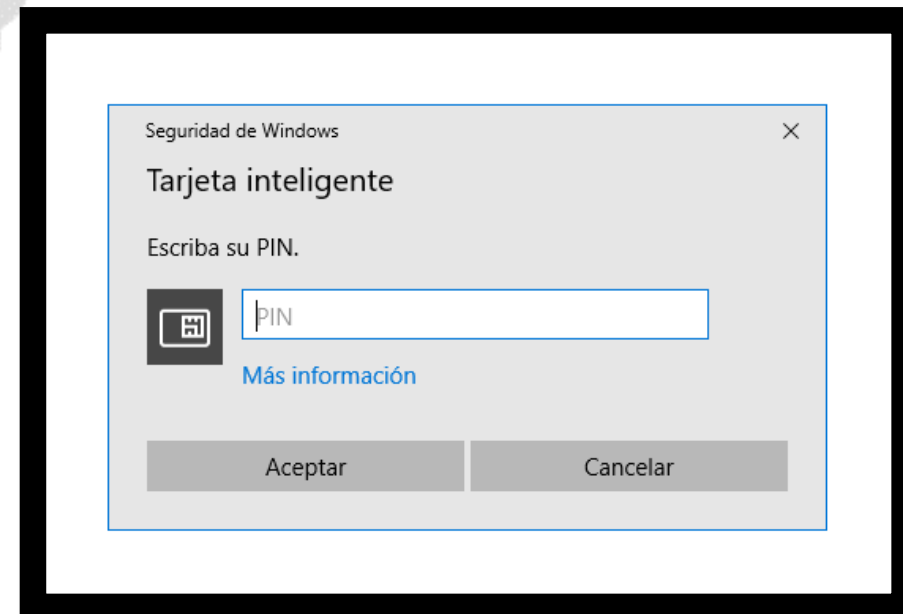 Seguridad de Windows
Tarjeta inteligente
Escriba su PIN.
PIN
Más información
Aceptar Cancelar